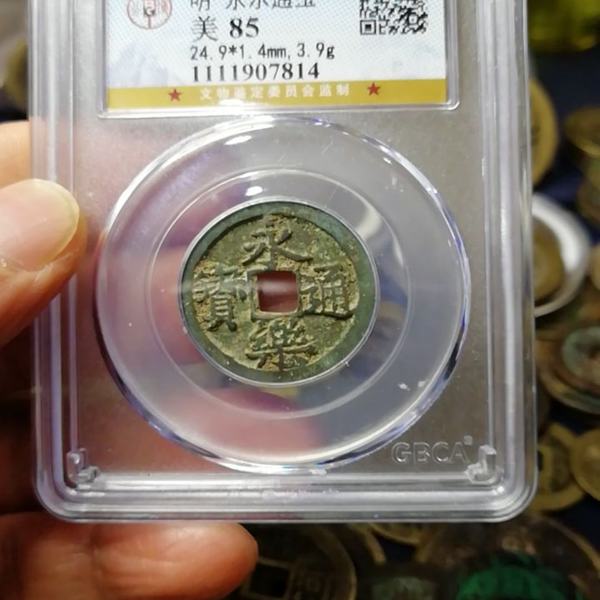 明 永乐通宝
美 85
24.9*1.4mm, 3.9g
1111907814
★ 文物鉴定委员会监制 ★
永樂通寶
GBCA